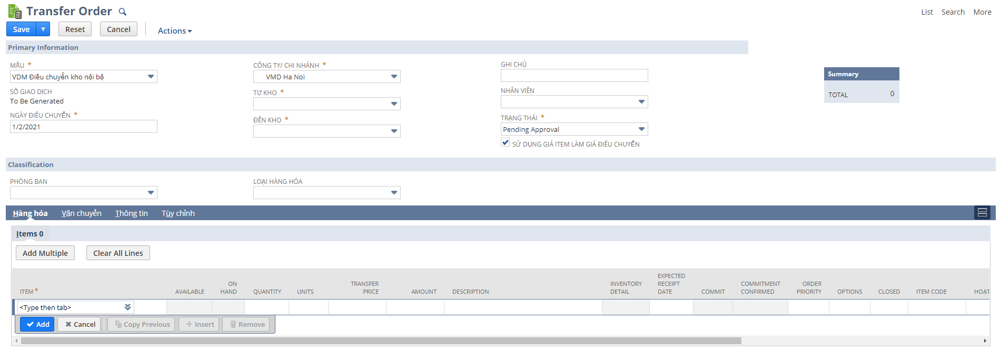 Transfer Order
List Search More
Save Reset Cancel Actions
Primary Information
MẪU *
VDM Điều chuyển kho nội bộ
SỐ GIAO DỊCH
To Be Generated
NGÀY ĐIỀU CHUYỂN *
1/2/2021
CÔNG TY/ CHI NHÁNH *
VMD Ha Noi
TỪ KHO *
ĐẾN KHO *
GHI CHÚ
NHÂN VIÊN
TRẠNG THÁI *
Pending Approval
SỬ DỤNG GIÁ ITEM LÀM GIÁ ĐIỀU CHUYỂN
Summary
TOTAL 0
Classification
PHÒNG BAN
LOẠI HÀNG HÓA
Hàng hóa Vận chuyển Thông tin Tùy chỉnh
Items 0
Add Multiple Clear All Lines
ITEM * AVAILABLE ON HAND QUANTITY UNITS TRANSFER PRICE AMOUNT DESCRIPTION INVENTORY DETAIL EXPECTED RECEIPT DATE COMMIT COMMITMENT CONFIRMED ORDER PRIORITY OPTIONS CLOSED ITEM CODE HOẠT
<Type then tab>
Add Cancel Copy Previous Insert Remove